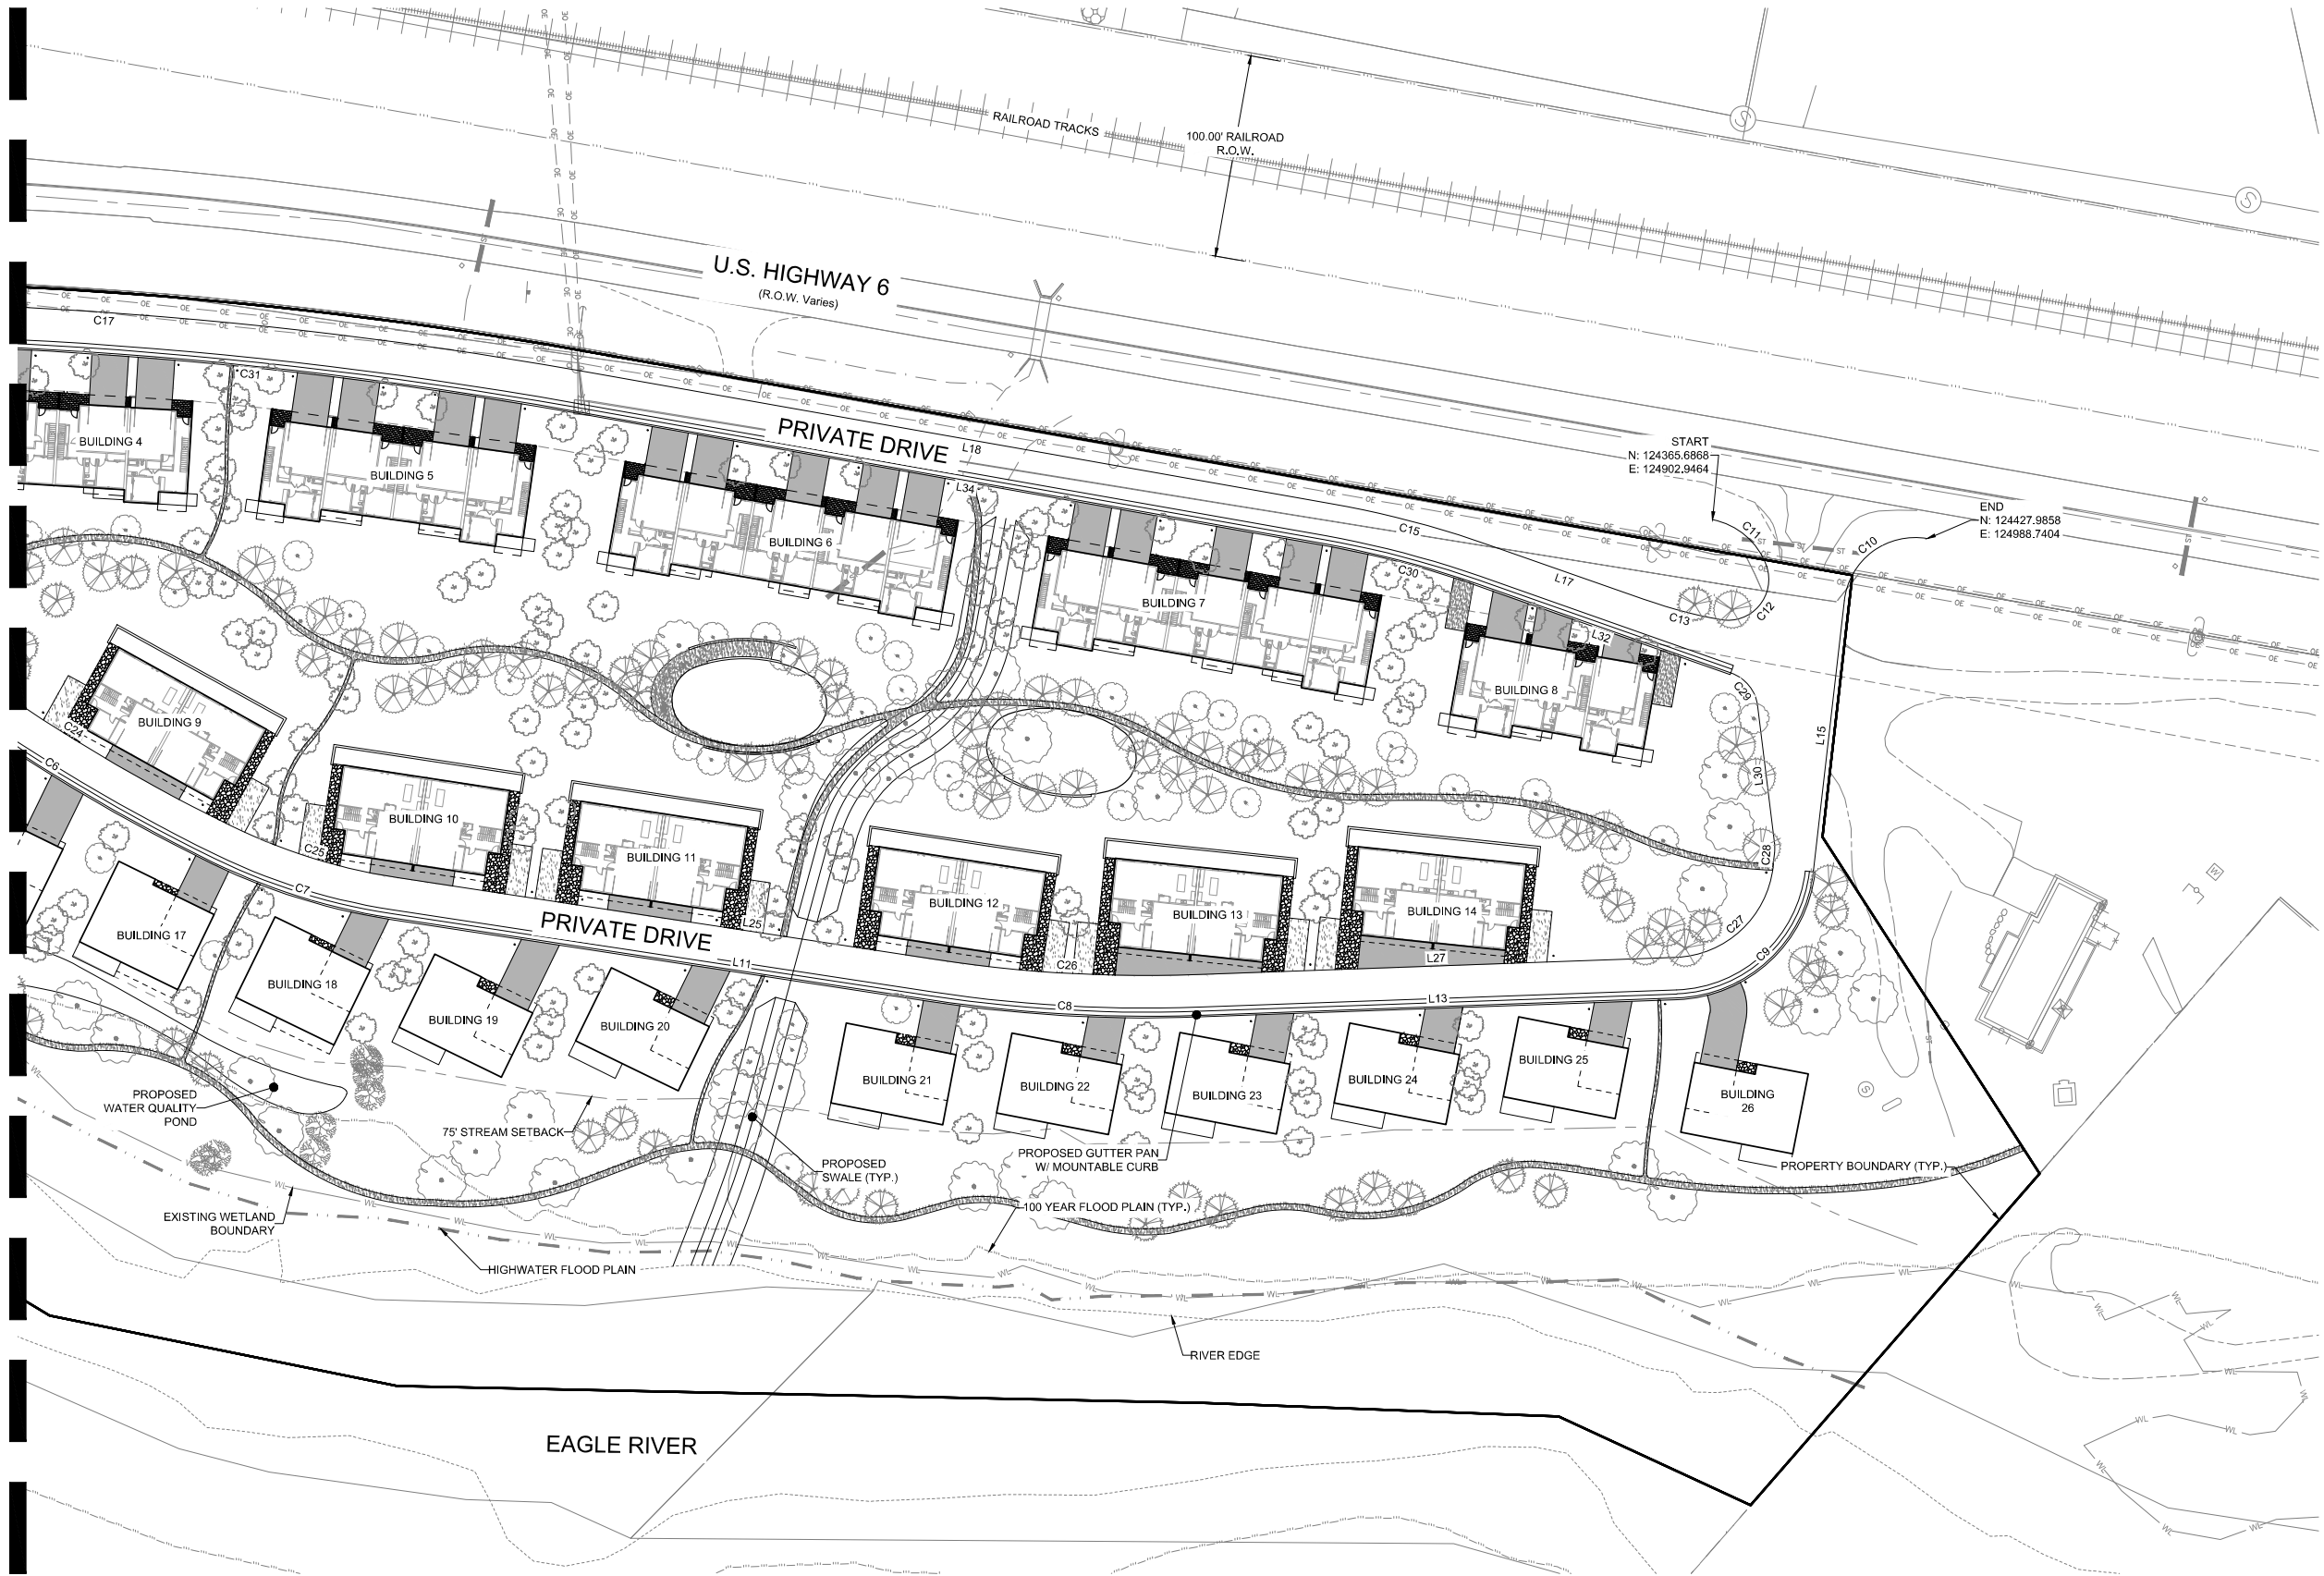 RAILROAD TRACKS
100.00' RAILROAD
R.O.W.
U.S. HIGHWAY 6
(R.O.W. Varies)
C17
C31
BUILDING 4
BUILDING 5
PRIVATE DRIVE
L18
L34
BUILDING 6
C15
BUILDING 7
C30
L17
START
N: 124365.6868
E: 124902.9464
C11
C10
END
N: 124427.9858
E: 124988.7404
C12
C13
L32
BUILDING 8
C29
L15
L30
C28
C27
C9
C24
C6
BUILDING 9
BUILDING 10
C25
C7
BUILDING 11
L25
PRIVATE DRIVE
L11
BUILDING 12
C26
BUILDING 13
BUILDING 14
L27
C8
L13
BUILDING 17
BUILDING 18
BUILDING 19
BUILDING 20
BUILDING 21
BUILDING 22
BUILDING 23
BUILDING 24
BUILDING 25
BUILDING
26
PROPOSED
WATER QUALITY
POND
75' STREAM SETBACK
PROPOSED
SWALE (TYP.)
PROPOSED GUTTER PAN
W/ MOUNTABLE CURB
PROPERTY BOUNDARY (TYP.)
100 YEAR FLOOD PLAIN (TYP.)
EXISTING WETLAND
BOUNDARY
HIGHWATER FLOOD PLAIN
RIVER EDGE
EAGLE RIVER